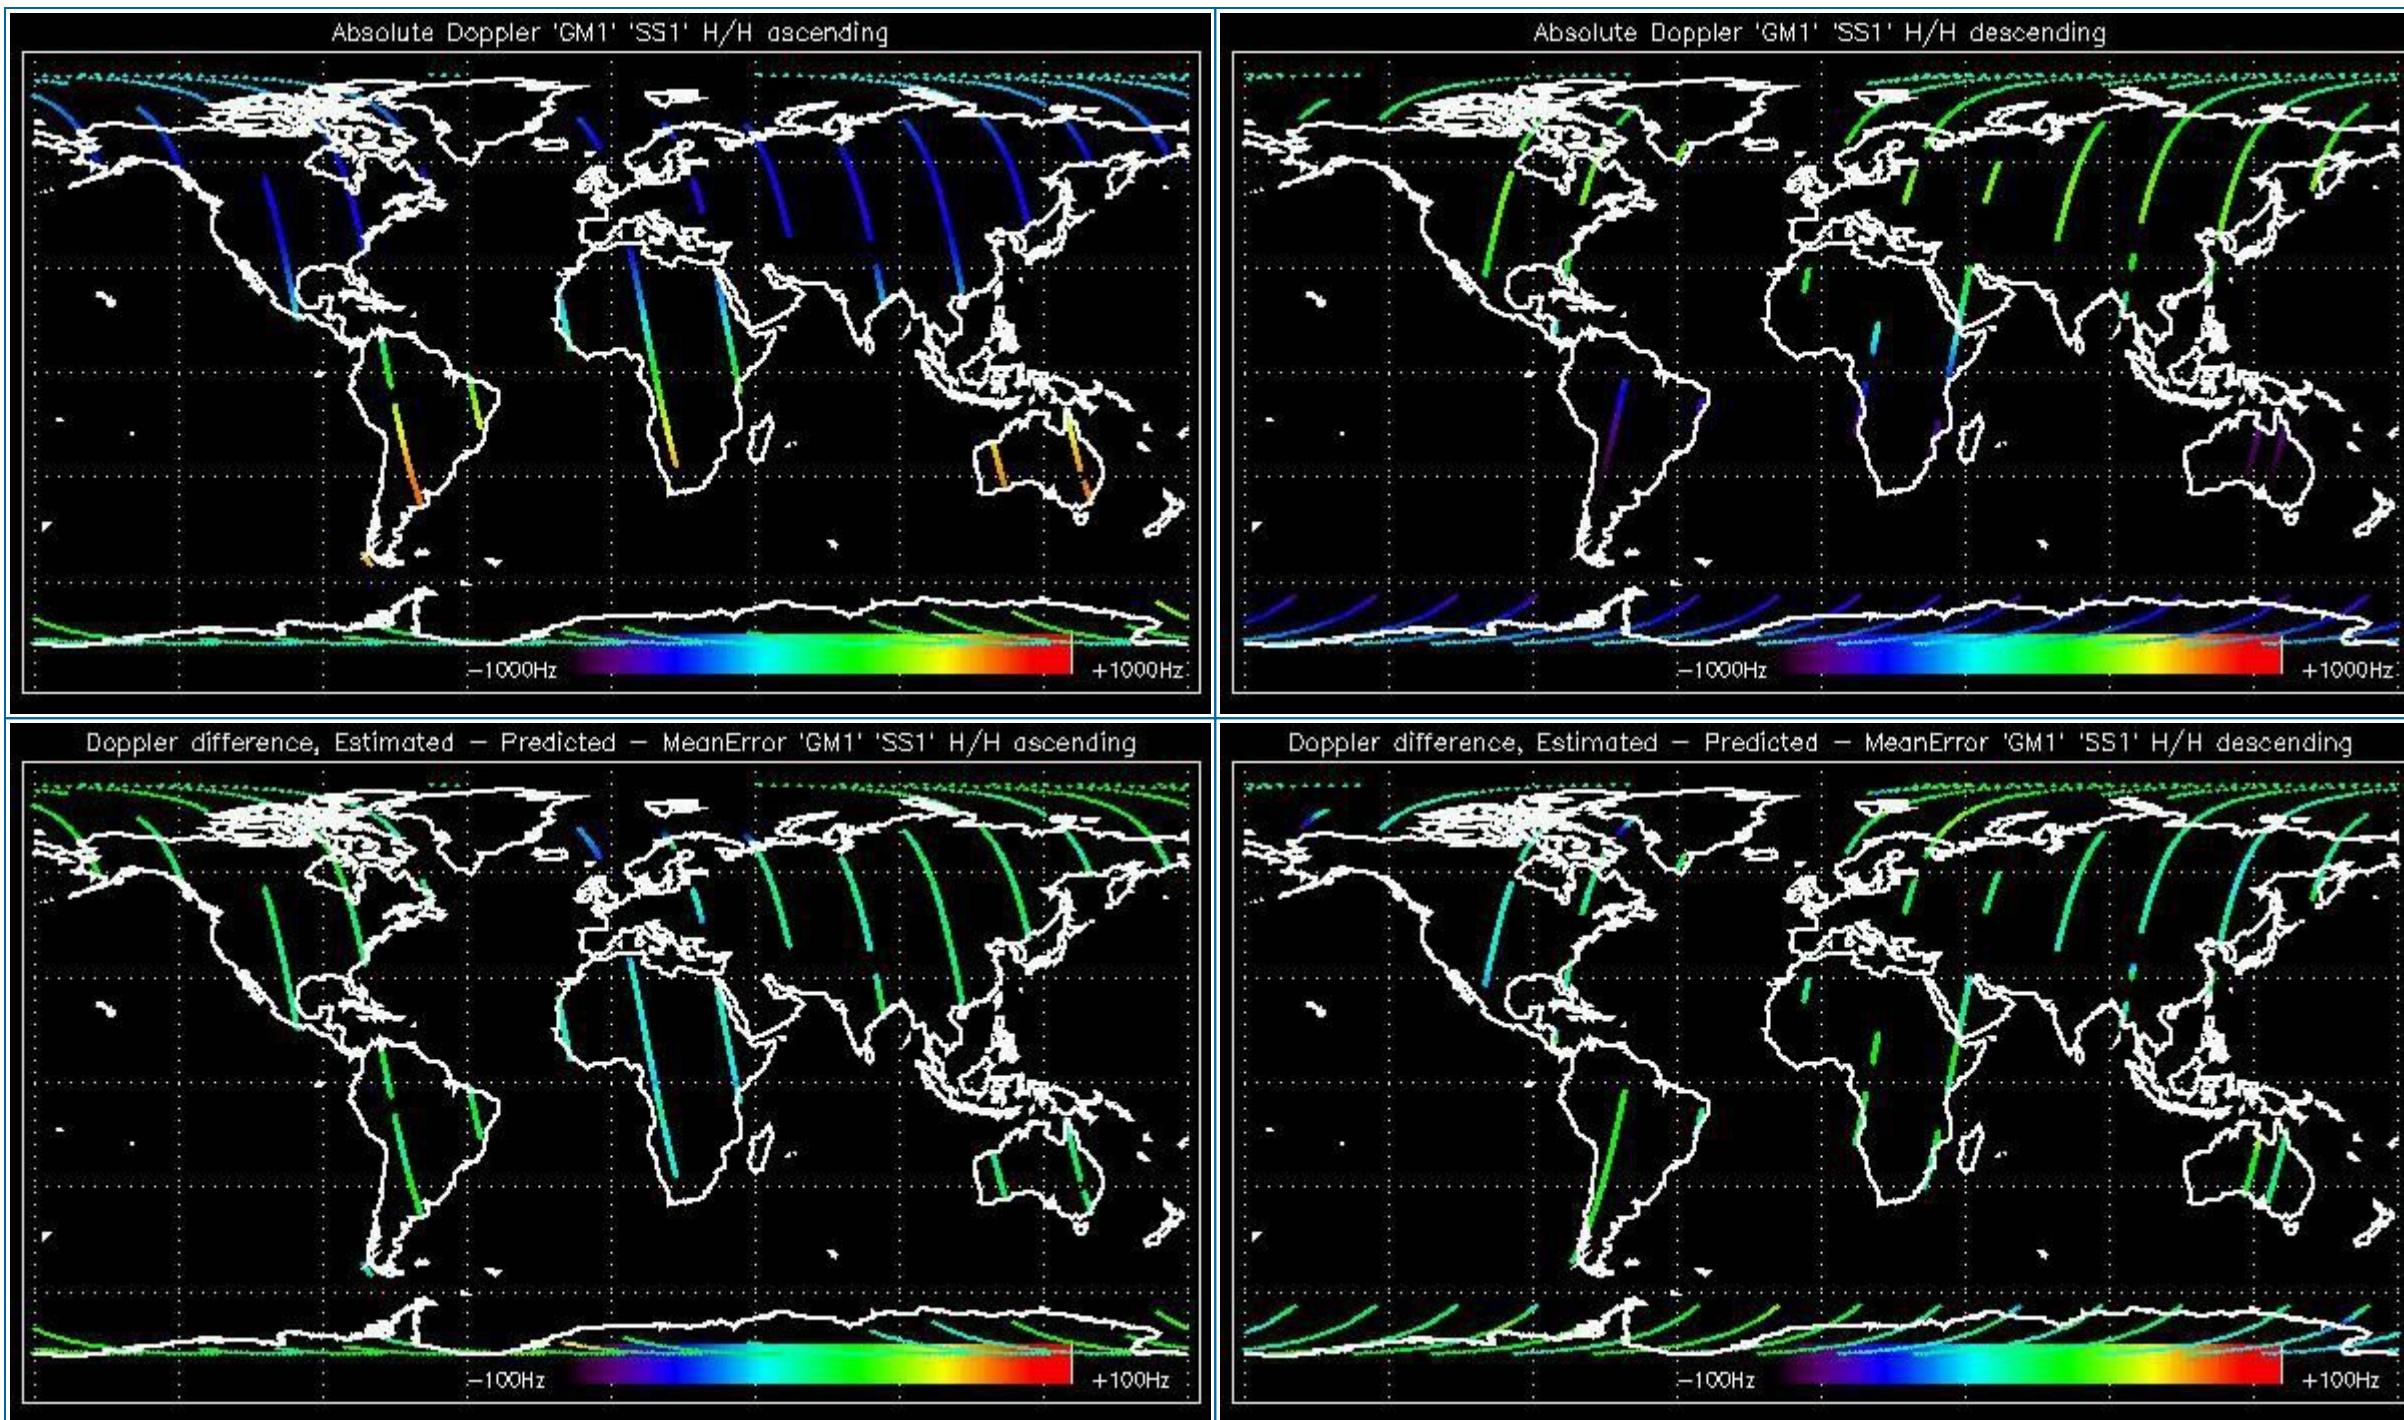 Absolute Doppler 'GM1' 'SS1' H/H ascending
-1000Hz
+1000Hz
Absolute Doppler 'GM1' 'SS1' H/H descending
-1000Hz
+1000Hz
Doppler difference, Estimated - Predicted - MeanError 'GM1' 'SS1' H/H ascending
-100Hz
+100Hz
Doppler difference, Estimated - Predicted - MeanError 'GM1' 'SS1' H/H descending
-100Hz
+100Hz